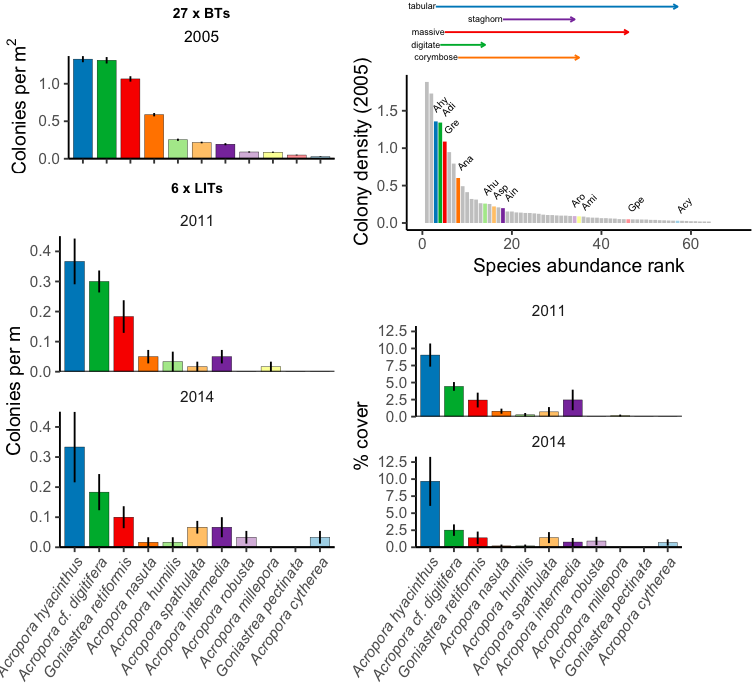 27 x BTs
2005
Colonies per m2
1.0
0.5
0.0
6 x LITs
2011
0.4
0.3
0.2
0.1
0.0
Colonies per m
2014
0.4
0.3
0.2
0.1
0.0
Acropora hyacinthus
Acropora cf. digitifera
Goniastrea retiformis
Acropora nasuta
Acropora humilis
Acropora spathulata
Acropora intermedia
Acropora robusta
Acropora millepora
Goniastrea pectinata
Acropora cytherea
tabular
staghorn
massive
digitate
corymbose
Colony density (2005)
1.5
1.0
0.5
0.0
Ahy
Adi
Gre
Ana
Ahu
Asp
Ain
Aro
Ami
Gpe
Acy
0
20
40
60
Species abundance rank
2011
12.5
10.0
7.5
5.0
2.5
0.0
% cover
2014
12.5
10.0
7.5
5.0
2.5
0.0
Acropora hyacinthus
Acropora cf. digitifera
Goniastrea retiformis
Acropora nasuta
Acropora humilis
Acropora spathulata
Acropora intermedia
Acropora robusta
Acropora millepora
Goniastrea pectinata
Acropora cytherea